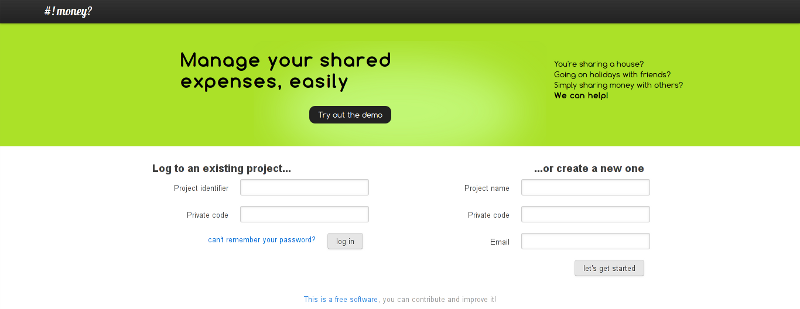 #!money?
Manage your shared
expenses, easily
Try out the demo
You're sharing a house?
Going on holidays with friends?
Simply sharing money with others?
We can help!
Log to an existing project...
Project identifier
Private code
can't remember your password?
log in
...or create a new one
Project name
Private code
Email
let's get started
This is a free software, you can contribute and improve it!